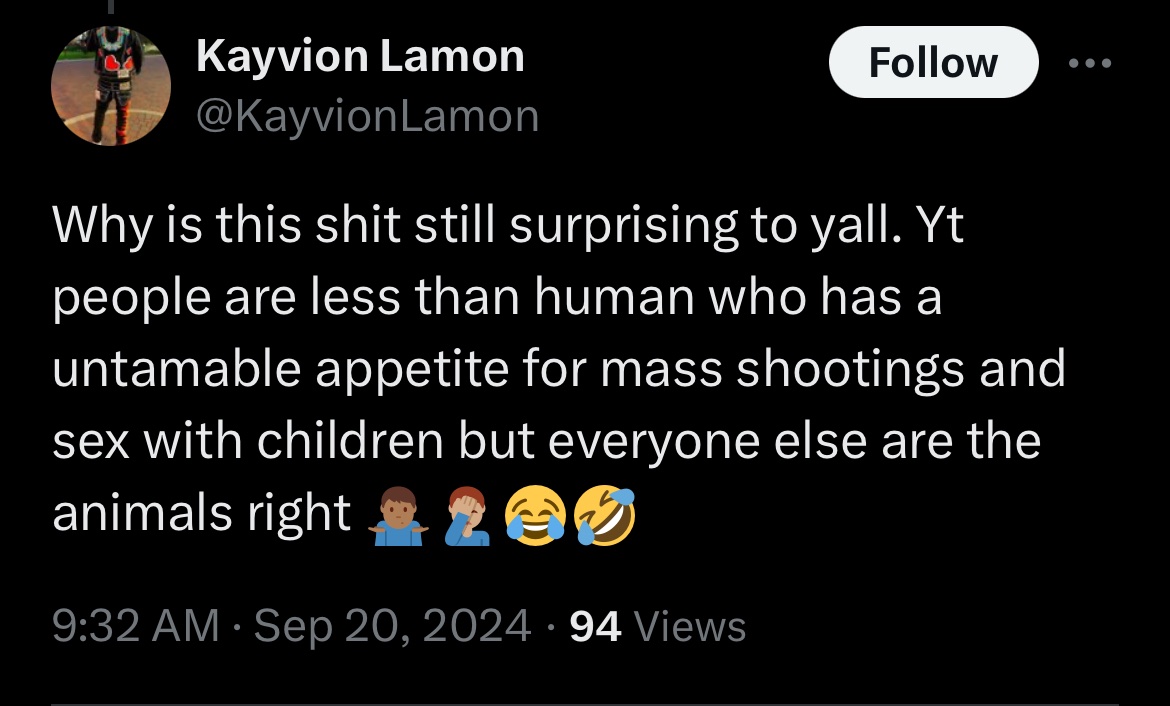 Kayvion Lamon
@KayvionLamon
Follow
Why is this shit still surprising to yall. Yt
people are less than human who has a
untamable appetite for mass shootings and
sex with children but everyone else are the
animals right 🤷🏽‍♂️ 🤦🏼‍♂️ 😂🤣
9:32 AM · Sep 20, 2024 · 94 Views